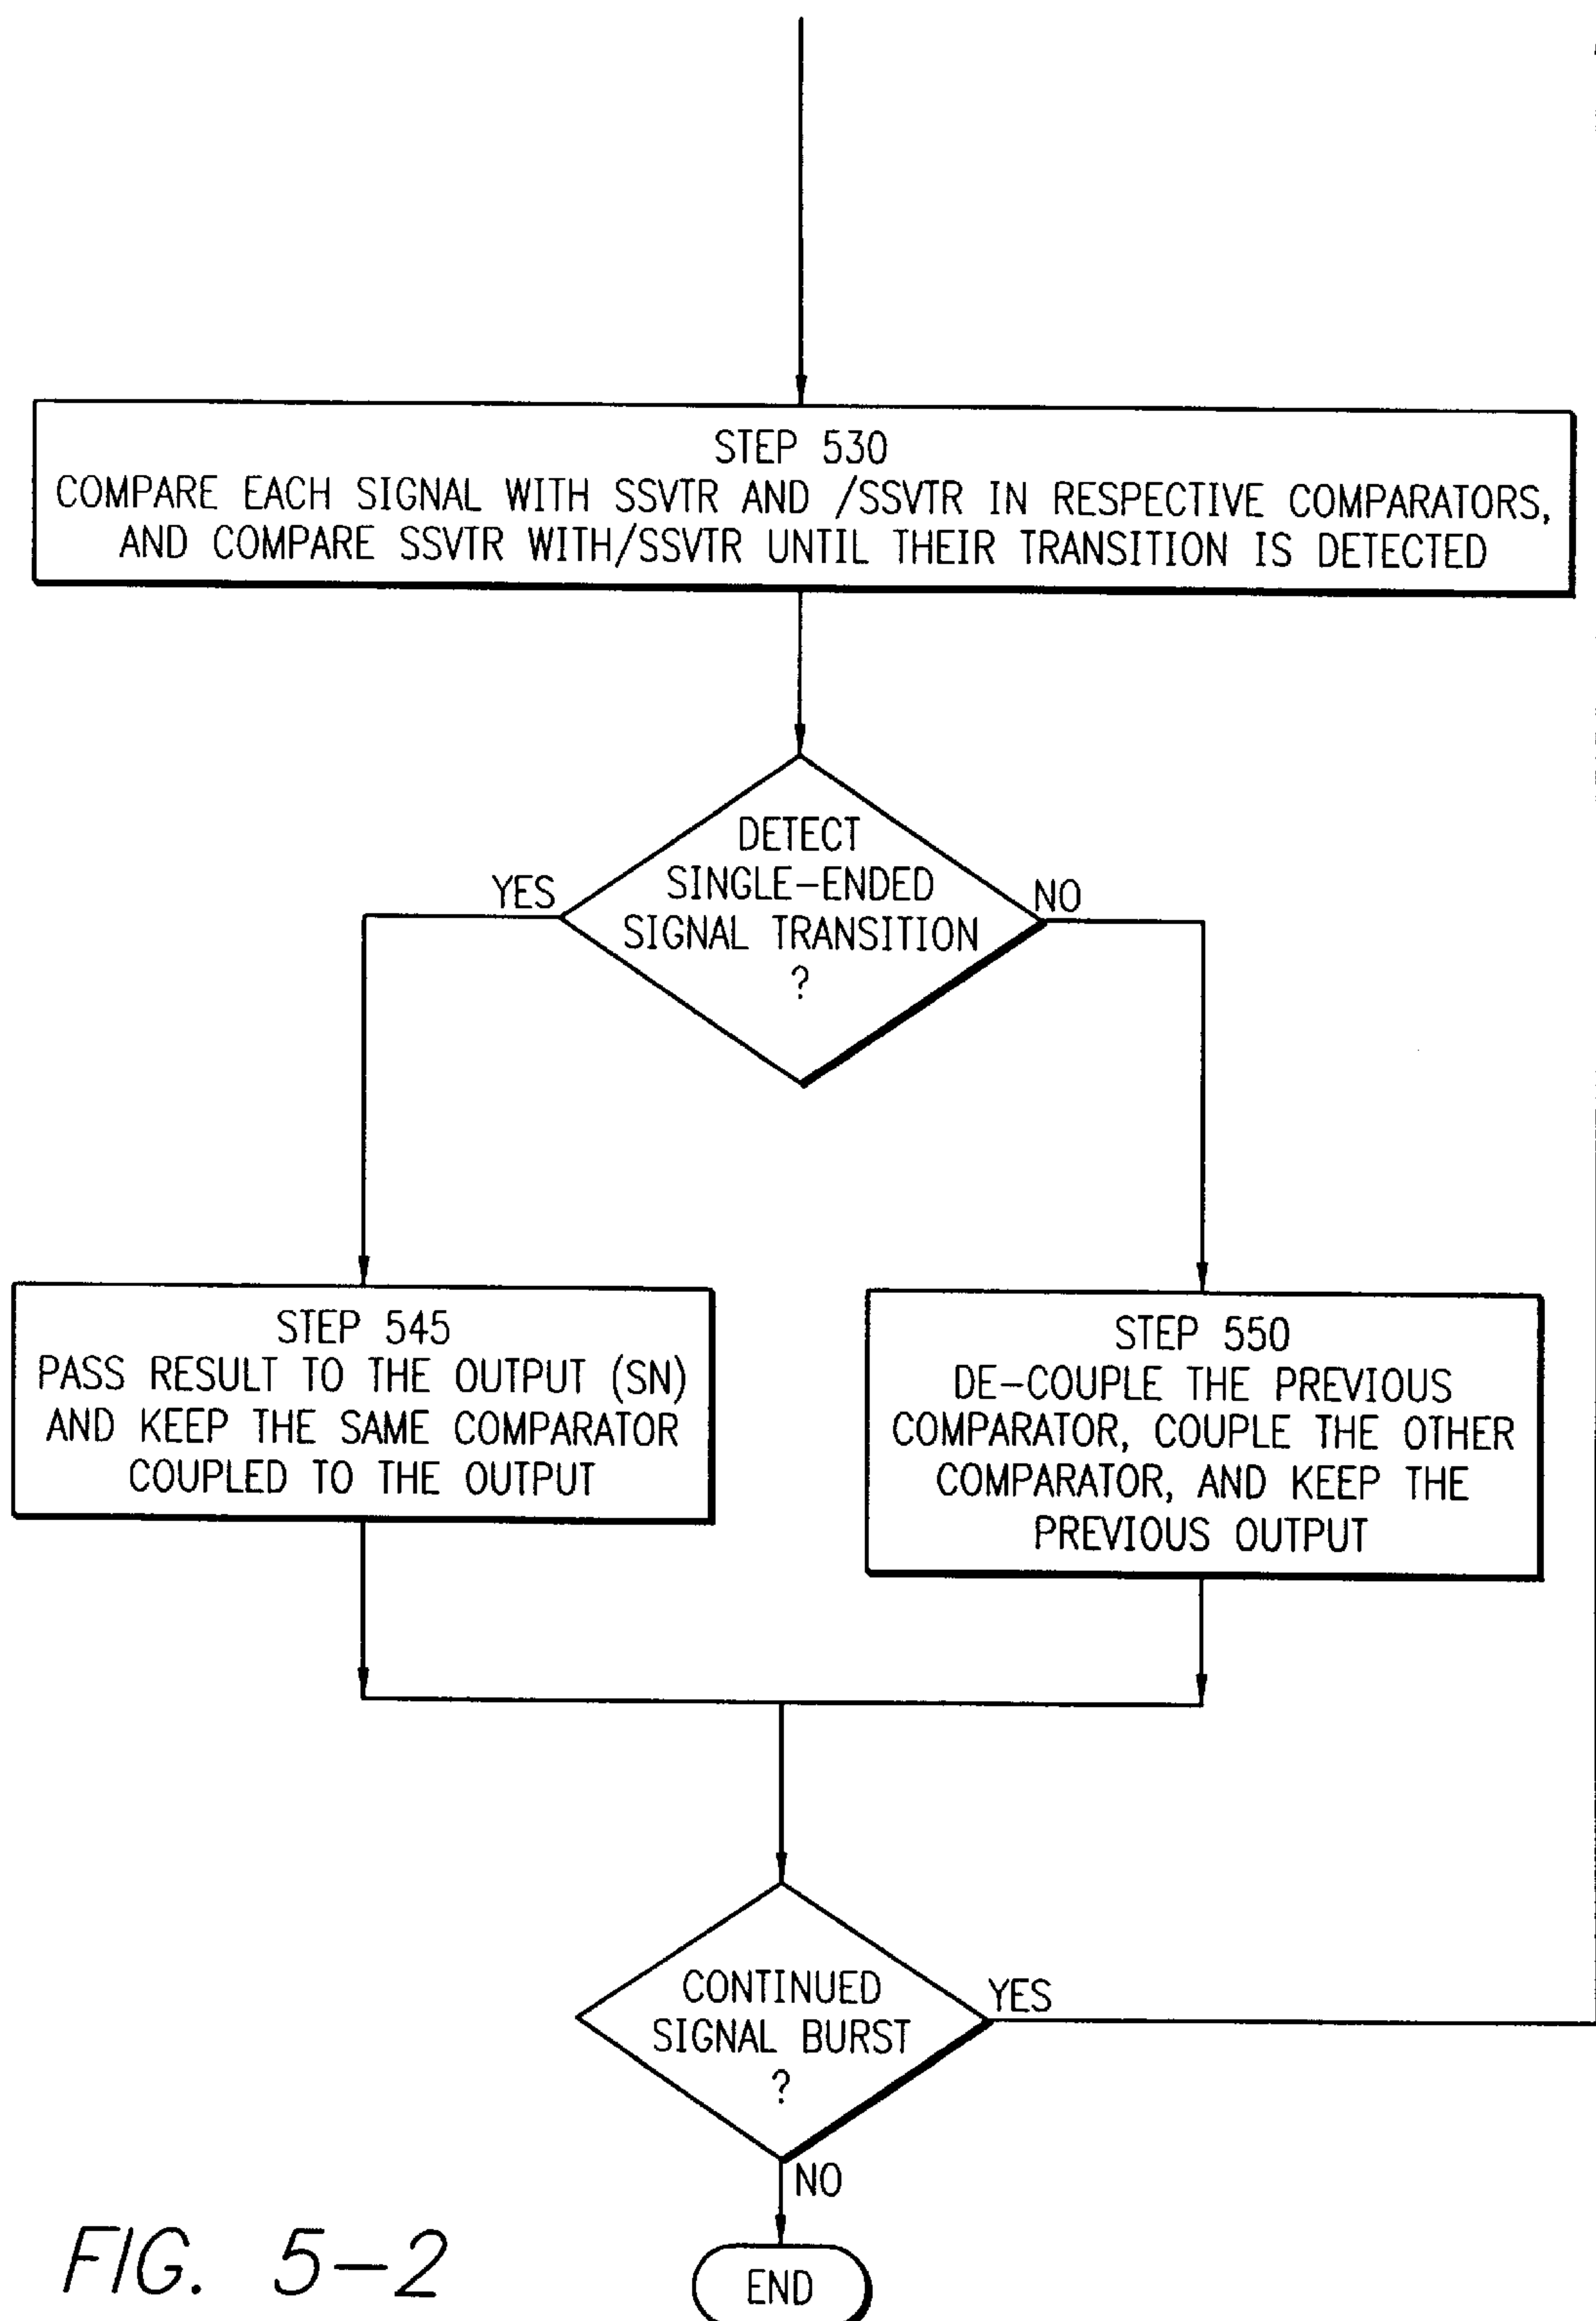 STEP 530
COMPARE EACH SIGNAL WITH SSVTR AND /SSVTR IN RESPECTIVE COMPARATORS,
AND COMPARE SSVTR WITH/SSVTR UNTIL THEIR TRANSITION IS DETECTED
DETECT
SINGLE-ENDED
SIGNAL TRANSITION
?
YES
NO
STEP 545
PASS RESULT TO THE OUTPUT (SN)
AND KEEP THE SAME COMPARATOR
COUPLED TO THE OUTPUT
STEP 550
DE-COUPLE THE PREVIOUS
COMPARATOR, COUPLE THE OTHER
COMPARATOR, AND KEEP THE
PREVIOUS OUTPUT
CONTINUED
SIGNAL BURST
?
YES
NO
END
FIG. 5-2